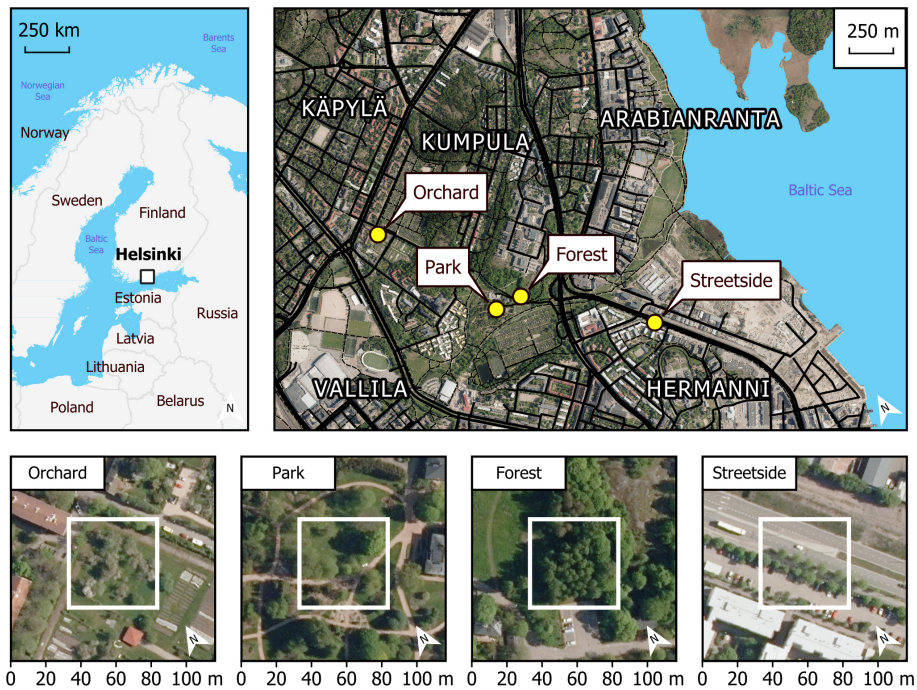 250 km
Barents
Sea
Norwegian
Sea
Norway
Sweden
Finland
Baltic
Sea
Helsinki
Estonia
Russia
Latvia
Lithuania
Belarus
Poland
N
250 m
KÄPYLÄ
ARABIANRANTA
KUMPULA
Baltic Sea
Orchard
Park
Forest
Streetside
VALLILA
HERMANNI
N
Orchard
N
0 20 40 60 80 100 m
Park
N
0 20 40 60 80 100 m
Forest
N
0 20 40 60 80 100 m
Streetside
N
0 20 40 60 80 100 m